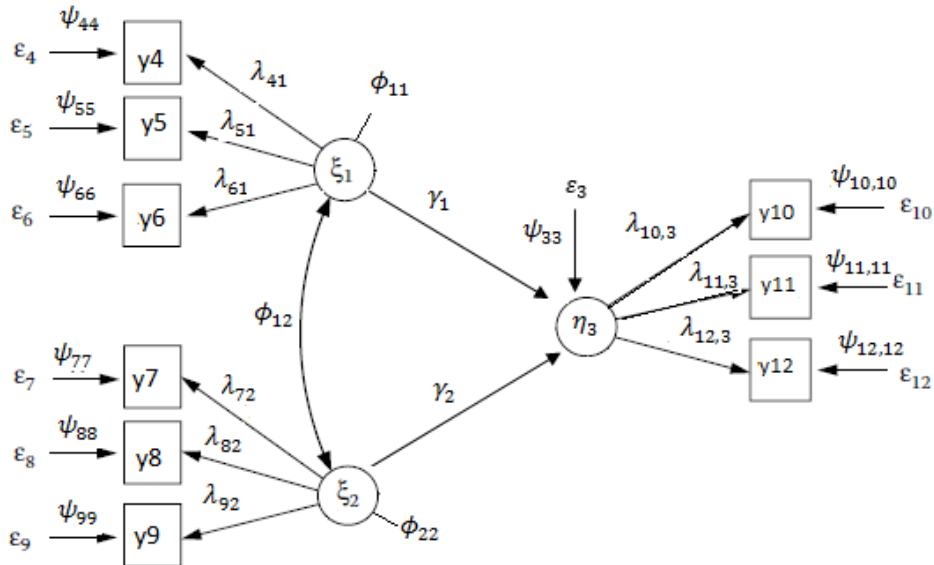 ψ₄₄
ε₄
y4
λ₄₁
ϕ₁₁
ψ₅₅
ε₅
y5
λ₅₁
ξ₁
ψ₆₆
ε₆
y6
λ₆₁
γ₁
ε₃
ψ₃₃
λ₁₀,₃
y10
ψ₁₀,₁₀
ε₁₀
λ₁₁,₃
y11
ψ₁₁,₁₁
ε₁₁
ϕ₁₂
η₃
λ₁₂,₃
y12
ψ₁₂,₁₂
ε₁₂
ψ₇₇
ε₇
y7
λ₇₂
γ₂
ψ₈₈
ε₈
y8
λ₈₂
ξ₂
ψ₉₉
ε₉
y9
λ₉₂
ϕ₂₂